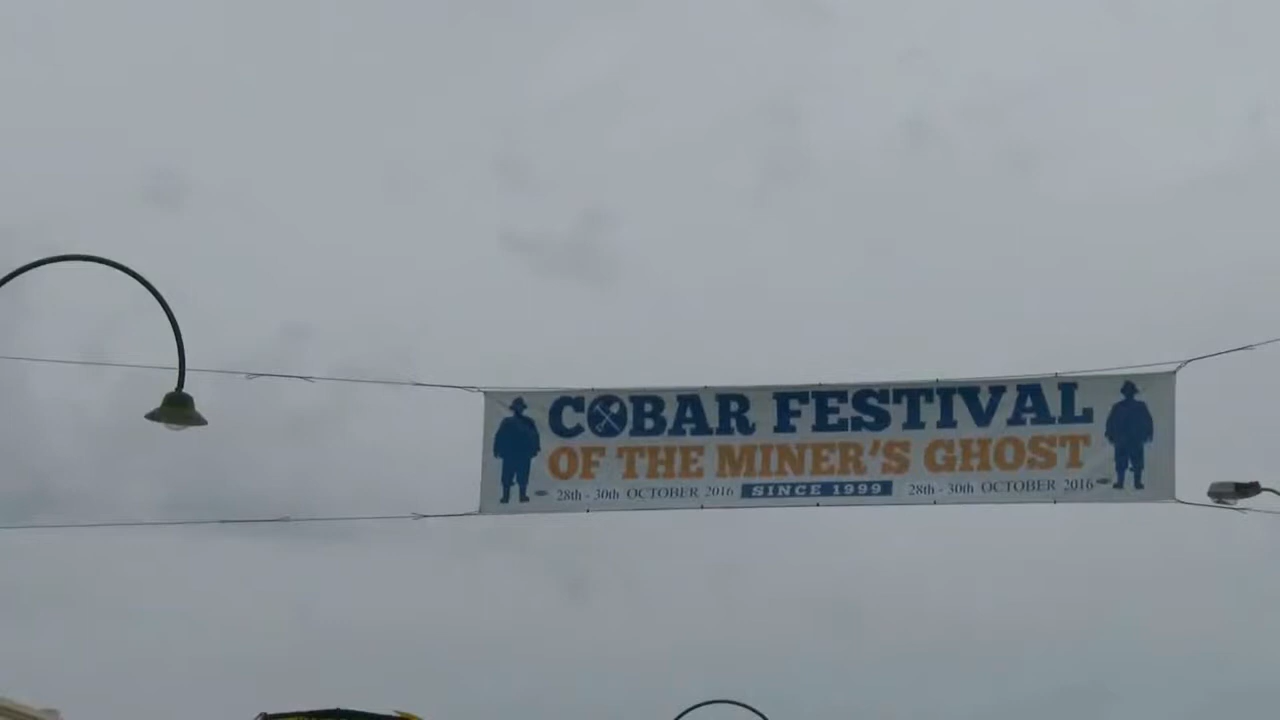 COBAR FESTIVAL
OF THE MINER'S GHOST
28th - 30th OCTOBER 2016 SINCE 1999 28th - 30th OCTOBER 2016